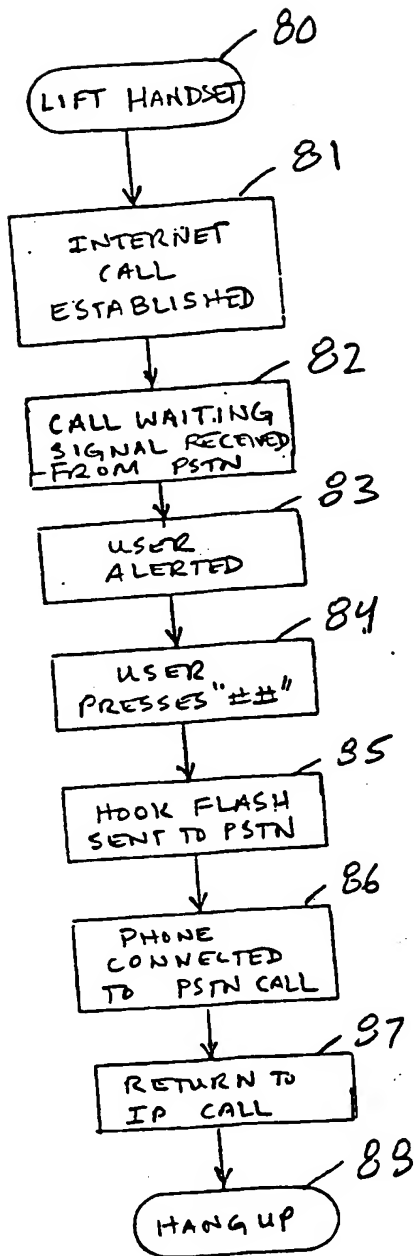 80
LIFT HANDSET
81
INTERNET
CALL
ESTABLISHED
82
CALL WAITING
SIGNAL RECEIVED
FROM PSTN
83
USER
ALERTED
84
USER
PRESSES "##"
85
HOOK FLASH
SENT TO PSTN
86
PHONE
CONNECTED
TO PSTN CALL
87
RETURN TO
IP CALL
88
HANG UP